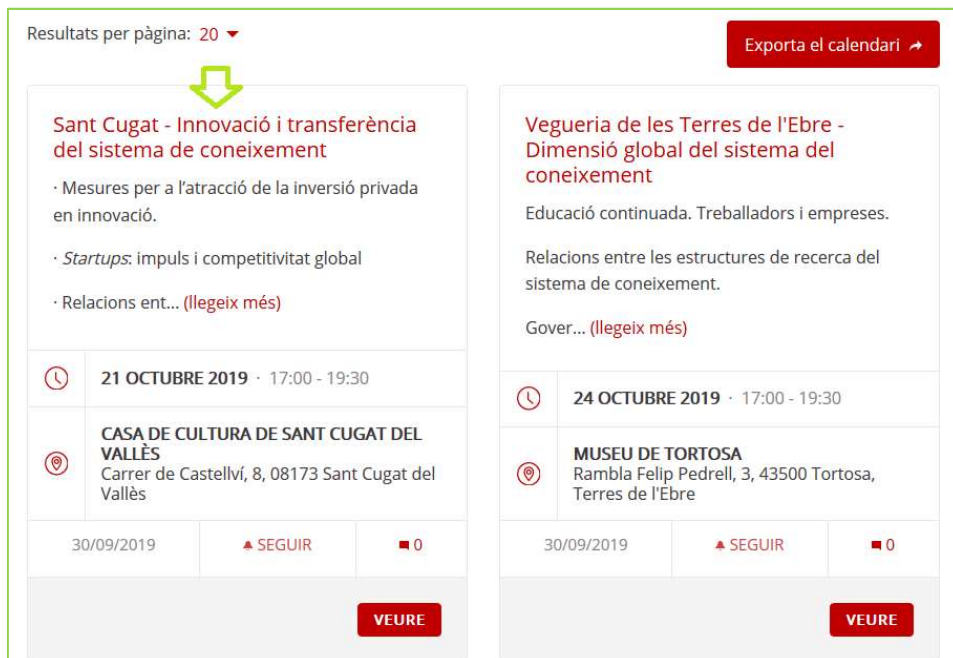 Resultats per pàgina: 20
Exporta el calendari
Sant Cugat - Innovació i transferència
del sistema de coneixement
· Mesures per a l'atracció de la inversió privada
en innovació.
· Startups: impuls i competitivitat global
· Relacions ent... (llegeix més)
21 OCTUBRE 2019 · 17:00 - 19:30
CASA DE CULTURA DE SANT CUGAT DEL
VALLÈS
Carrer de Castellví, 8, 08173 Sant Cugat del
Vallès
30/09/2019 SEGUIR 0
VEURE
Vegueria de les Terres de l'Ebre -
Dimensió global del sistema del
coneixement
Educació continuada. Treballadors i empreses.
Relacions entre les estructures de recerca del
sistema de coneixement.
Gover... (llegeix més)
24 OCTUBRE 2019 · 17:00 - 19:30
MUSEU DE TORTOSA
Rambla Felip Pedrell, 3, 43500 Tortosa,
Terres de l'Ebre
30/09/2019 SEGUIR 0
VEURE